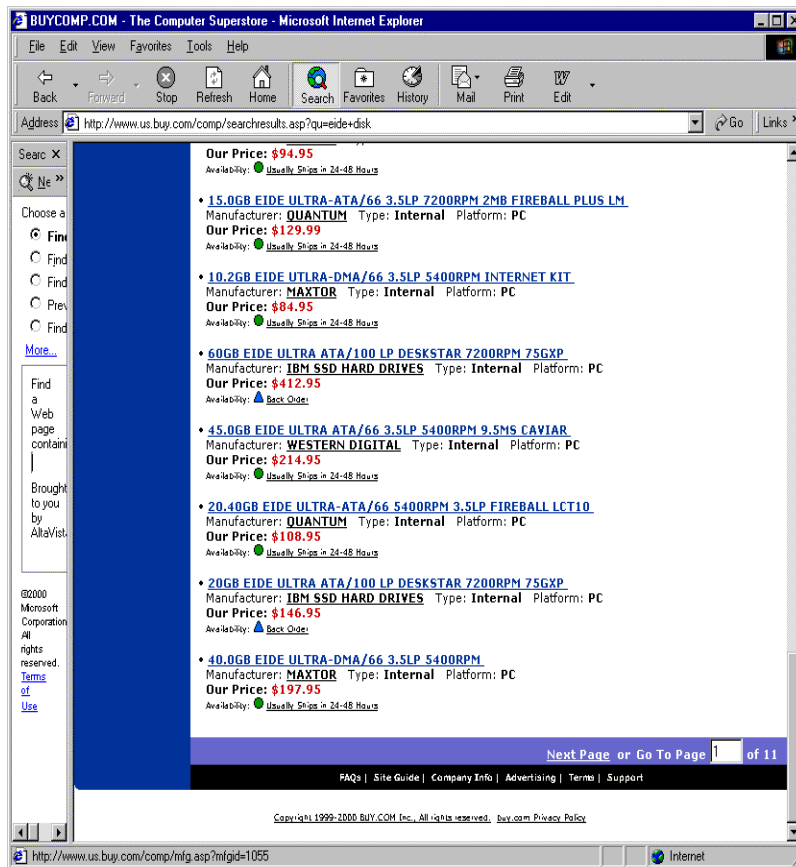 BUYCOMP.COM - The Computer Superstore - Microsoft Internet Explorer
File Edit View Favorites Tools Help
Back Forward Stop Refresh Home Search Favorites History Mail Print Edit
Address http://www.us.buy.com/comp/searchresults.asp?qu=eide+disk Go Links »
Searc X
Ne »
Choose a
Find
Find
Find
Prev
Find
More...
Find
a
Web
page
containi
Brought
to you
by
AltaVista
©2000
Microsoft
Corporation
All
rights
reserved.
Terms
of
Use
Our Price: $94.95
Availability: Usually Ships in 24-48 Hours
• 15.0GB EIDE ULTRA-ATA/66 3.5LP 7200RPM 2MB FIREBALL PLUS LM
Manufacturer: QUANTUM Type: Internal Platform: PC
Our Price: $129.99
Availability: Usually Ships in 24-48 Hours
• 10.2GB EIDE UTLRA-DMA/66 3.5LP 5400RPM INTERNET KIT
Manufacturer: MAXTOR Type: Internal Platform: PC
Our Price: $84.95
Availability: Usually Ships in 24-48 Hours
• 60GB EIDE ULTRA ATA/100 LP DESKSTAR 7200RPM 75GXP
Manufacturer: IBM SSD HARD DRIVES Type: Internal Platform: PC
Our Price: $412.95
Availability: Back Order
• 45.0GB EIDE ULTRA ATA/66 3.5LP 5400RPM 9.5MS CAVIAR
Manufacturer: WESTERN DIGITAL Type: Internal Platform: PC
Our Price: $214.95
Availability: Usually Ships in 24-48 Hours
• 20.40GB EIDE ULTRA-ATA/66 5400RPM 3.5LP FIREBALL LCT10
Manufacturer: QUANTUM Type: Internal Platform: PC
Our Price: $108.95
Availability: Usually Ships in 24-48 Hours
• 20GB EIDE ULTRA ATA/100 LP DESKSTAR 7200RPM 75GXP
Manufacturer: IBM SSD HARD DRIVES Type: Internal Platform: PC
Our Price: $146.95
Availability: Back Order
• 40.0GB EIDE ULTRA-DMA/66 3.5LP 5400RPM
Manufacturer: MAXTOR Type: Internal Platform: PC
Our Price: $197.95
Availability: Usually Ships in 24-48 Hours
Next Page or Go To Page 1 of 11
FAQs | Site Guide | Company Info | Advertising | Terms | Support
Copyright 1999-2000 BUY.COM Inc., All rights reserved. buy.com Privacy Policy
http://www.us.buy.com/comp/mfg.asp?mfgid=1055 Internet